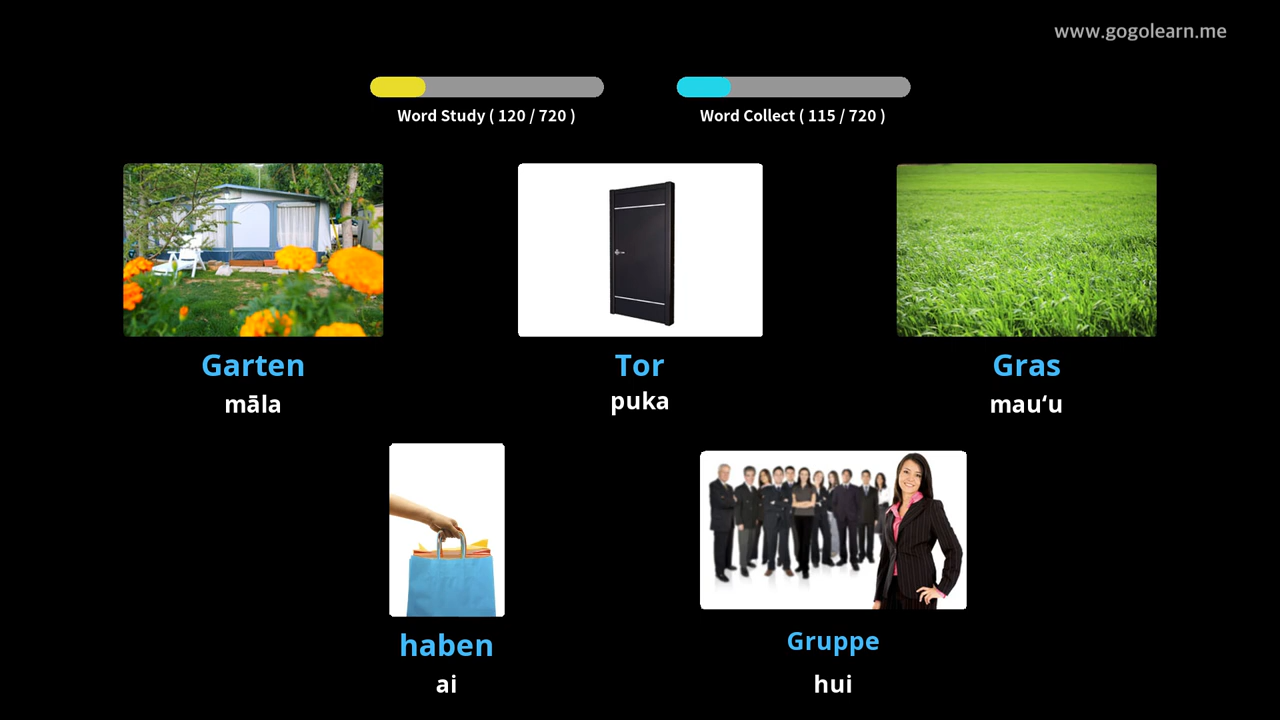 www.gogolearn.me
Word Study ( 120 / 720 )
Word Collect ( 115 / 720 )
Garten
māla
Tor
puka
Gras
mauʻu
haben
ai
Gruppe
hui